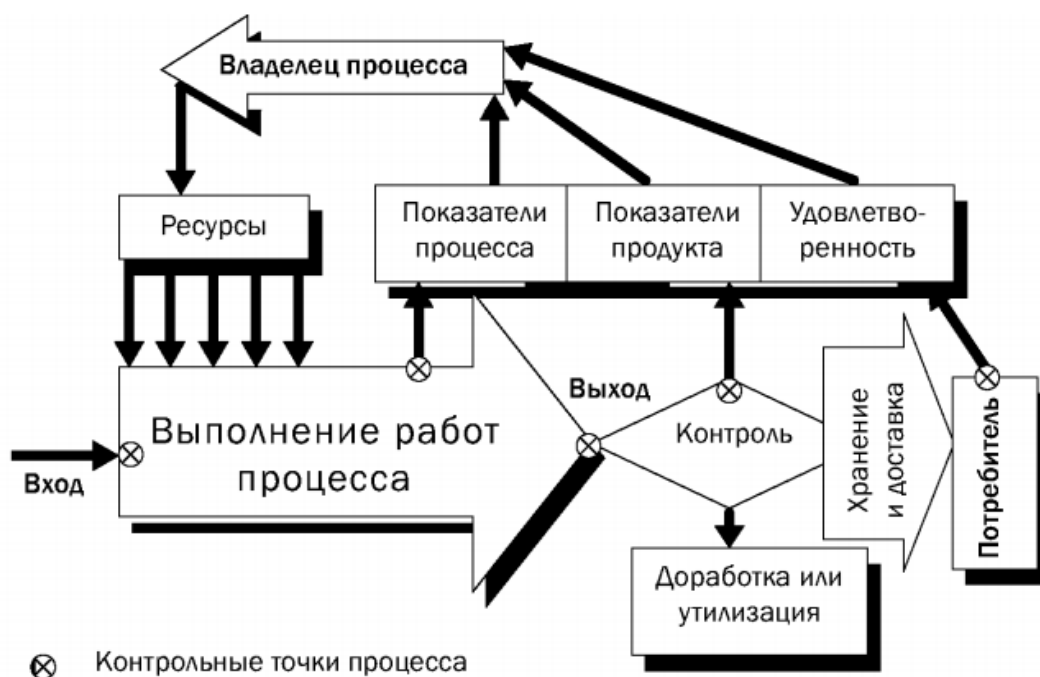 Владелец процесса
Ресурсы
Показатели
процесса
Показатели
продукта
Удовлетво-
ренность
Выход
Выполнение работ
процесса
Вход
Контроль
Хранение
и доставка
Потребитель
Доработка или
утилизация
Контрольные точки процесса